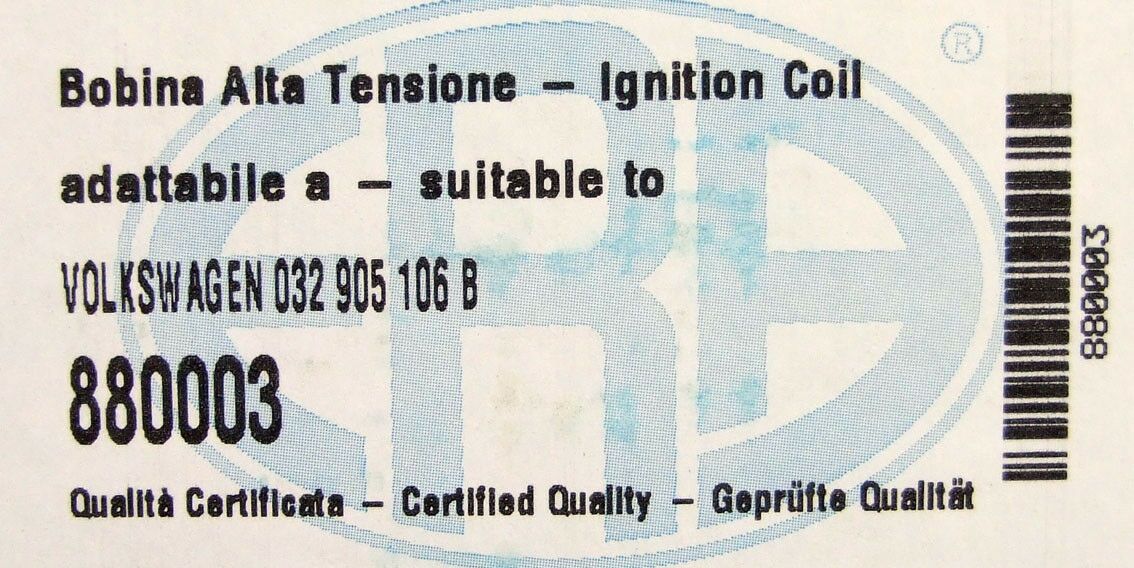 Bobina Alta Tensione – Ignition Coil
adattabile a – suitable to
VOLKSWAGEN 032 905 106 B
880003
Qualità Certificata – Certified Quality – Geprüfte Qualität
880003
ERA
®